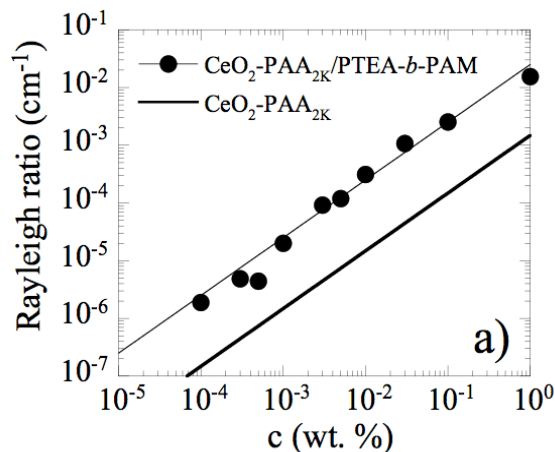 10⁻¹
10⁻²
10⁻³
10⁻⁴
10⁻⁵
10⁻⁶
10⁻⁷
Rayleigh ratio (cm⁻¹)
CeO₂-PAA₂ₖ/PTEA-b-PAM
CeO₂-PAA₂ₖ
a)
10⁻⁵ 10⁻⁴ 10⁻³ 10⁻² 10⁻¹ 10⁰
c (wt. %)